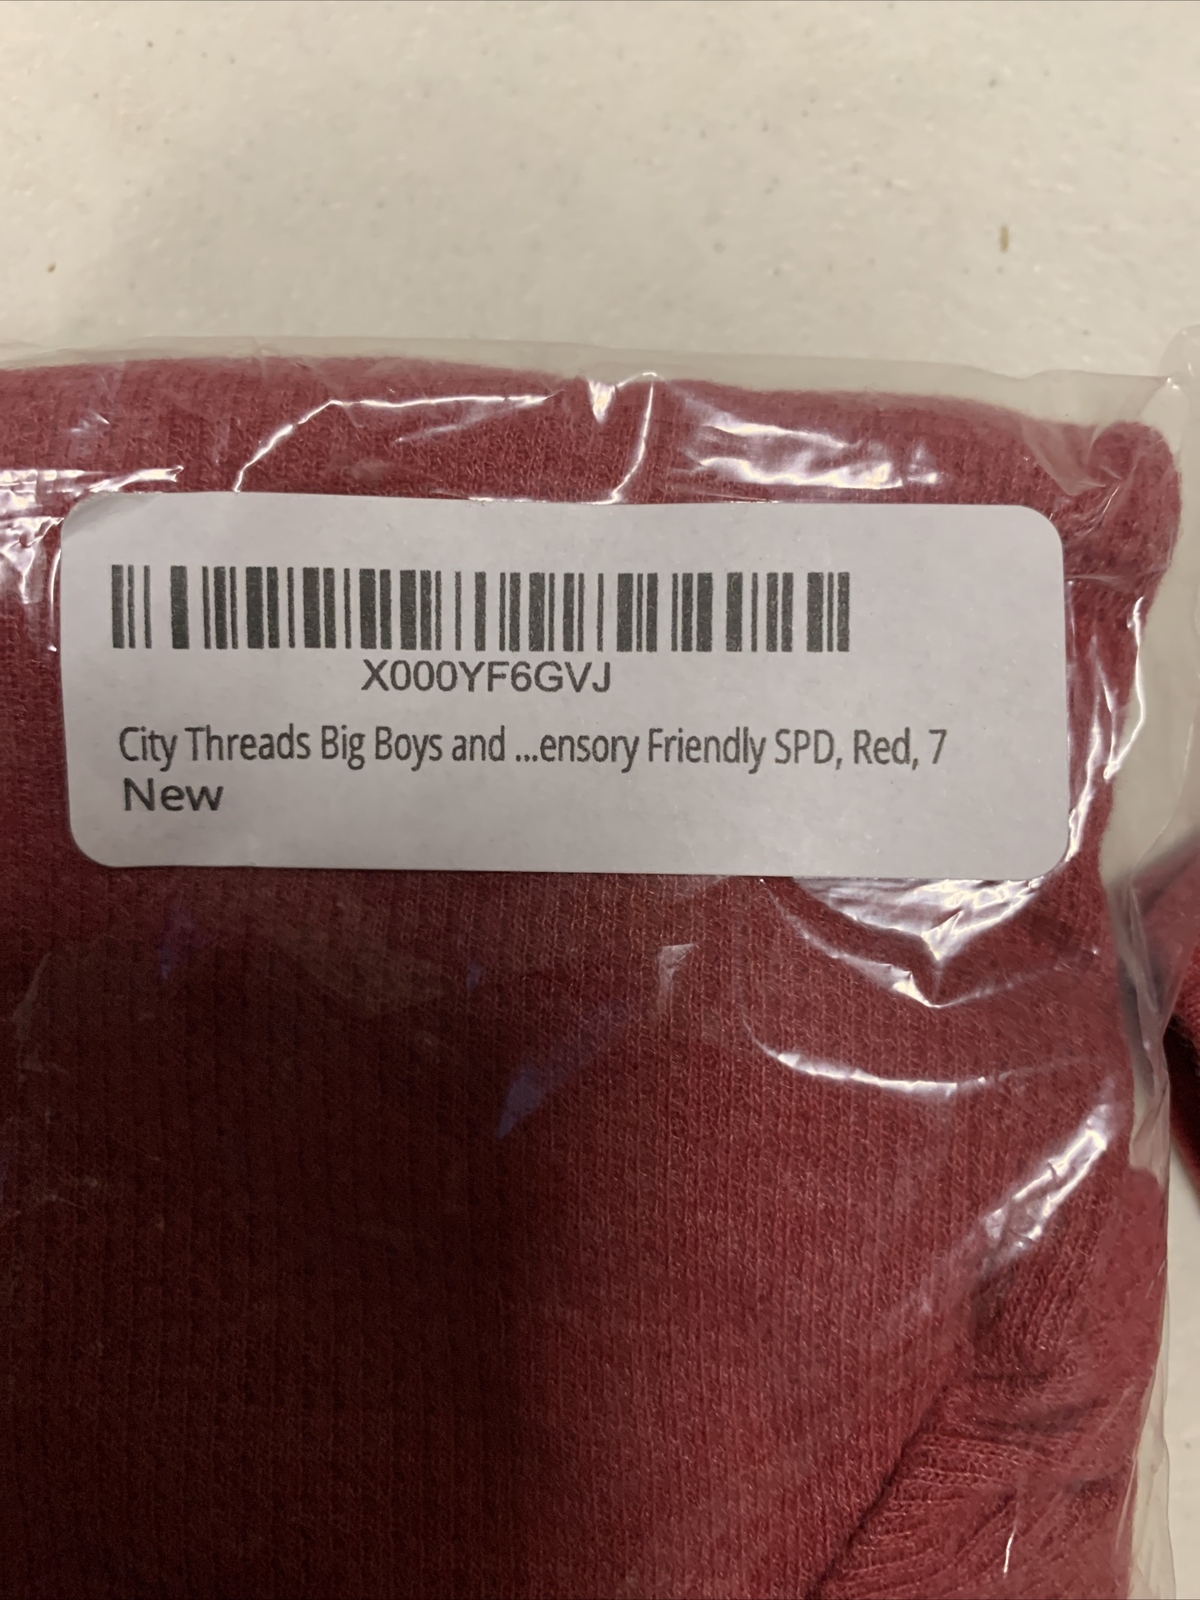 X000YF6GVJ
City Threads Big Boys and ...ensory Friendly SPD, Red, 7
New